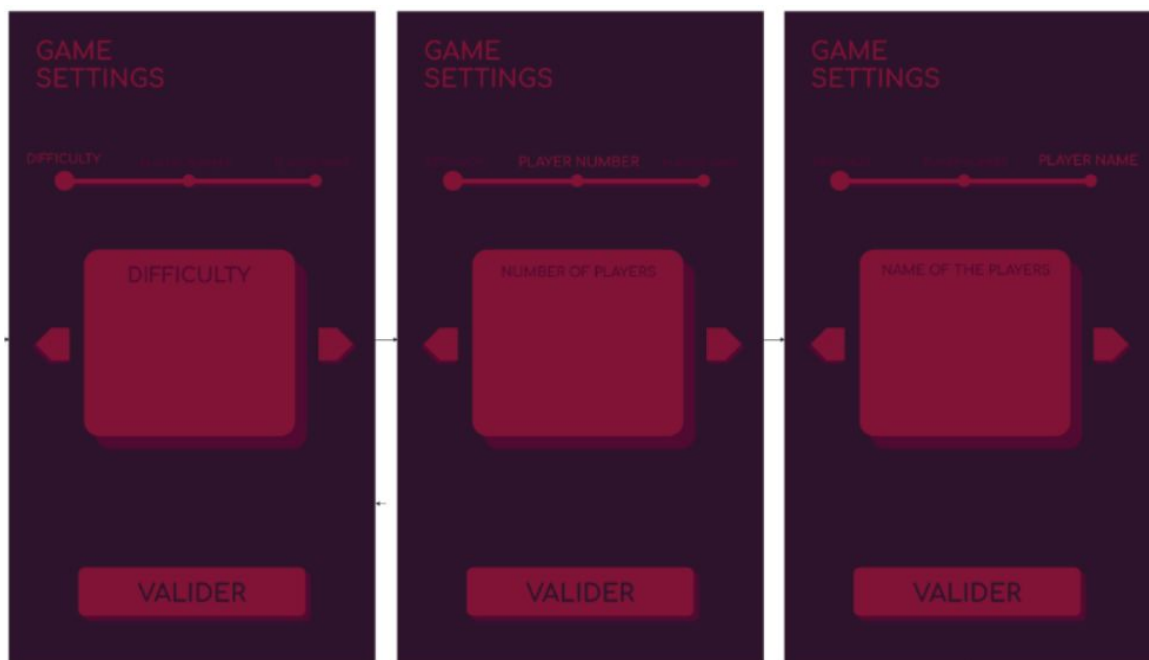 GAME
SETTINGS
DIFFICULTY
DIFFICULTY
VALIDER
GAME
SETTINGS
PLAYER NUMBER
NUMBER OF PLAYERS
VALIDER
GAME
SETTINGS
PLAYER NAME
NAME OF THE PLAYERS
VALIDER